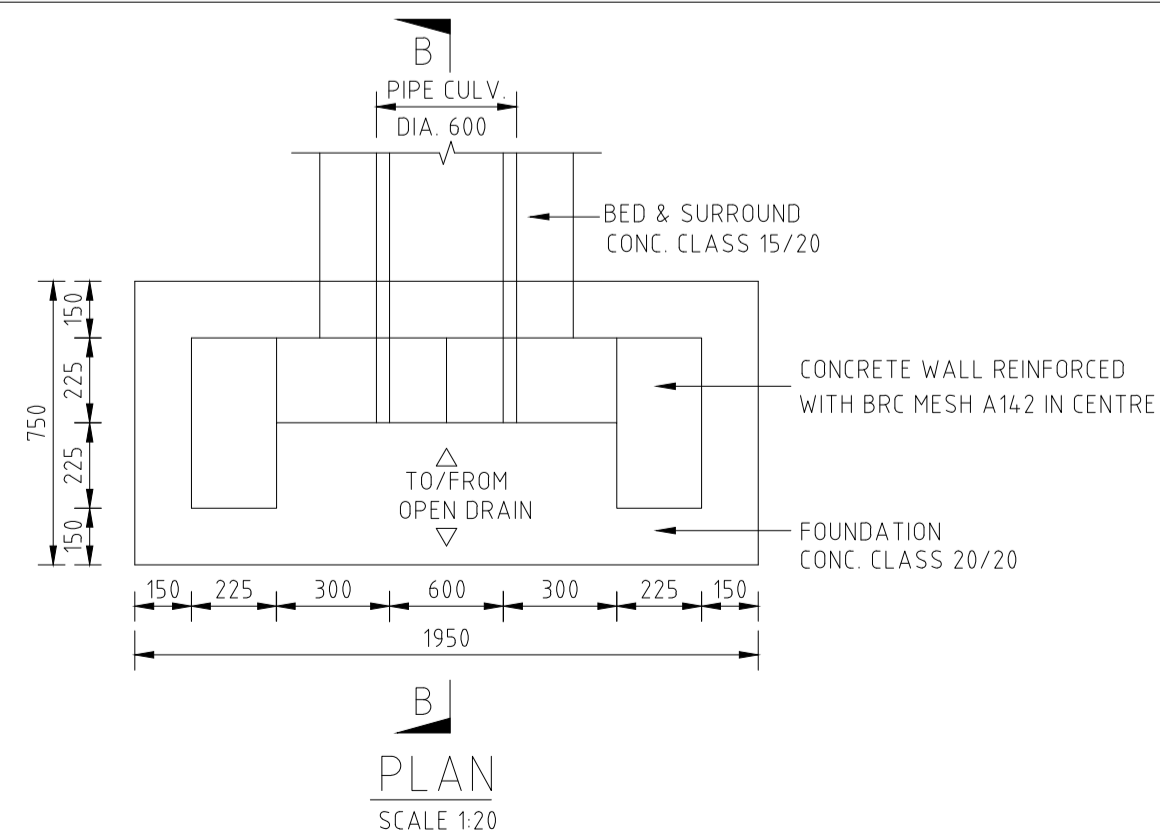 B
PIPE CULV.
DIA. 600
BED & SURROUND
CONC. CLASS 15/20
150
225
750
225
150
CONCRETE WALL REINFORCED
WITH BRC MESH A142 IN CENTRE
TO/FROM
OPEN DRAIN
FOUNDATION
CONC. CLASS 20/20
150 225 300 600 300 225 150
1950
B
PLAN
SCALE 1:20